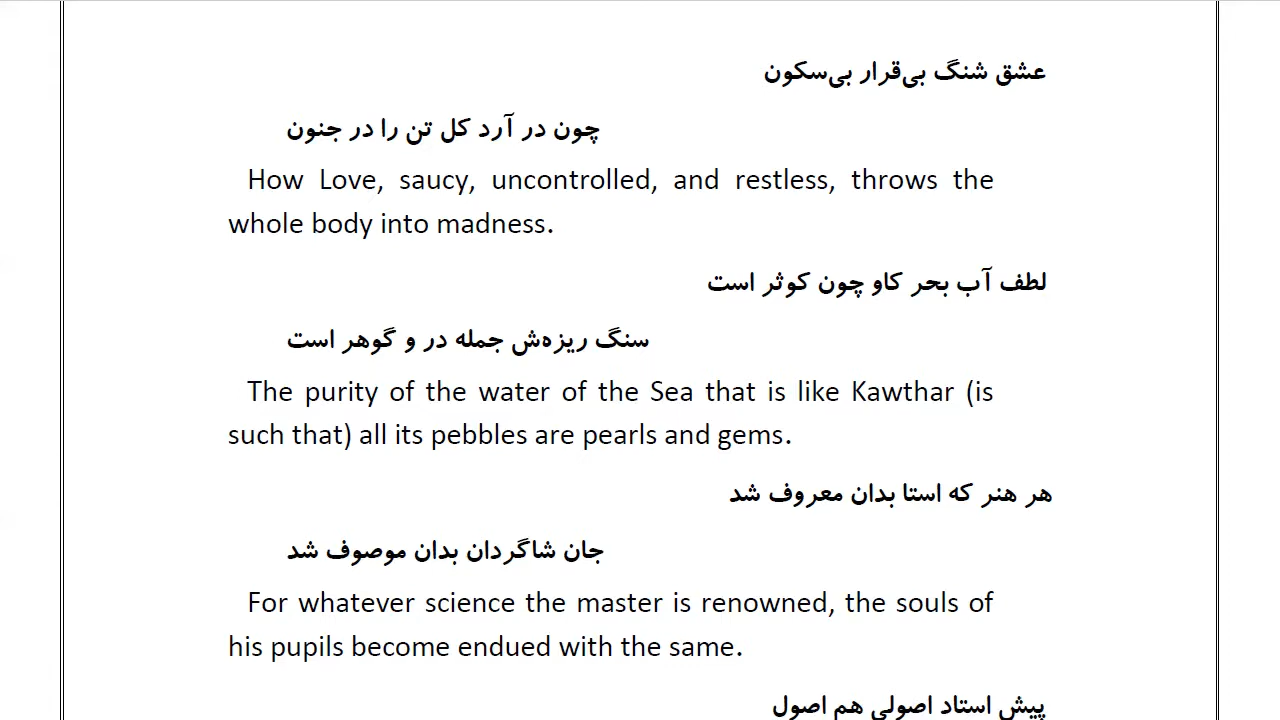 عشق شنگ بی‌قرار بی‌سکون
چون در آرد کل تن را در جنون
How Love, saucy, uncontrolled, and restless, throws the
whole body into madness.
لطف آب بحر کاو چون کوثر است
سنگ ریزه‌ش جمله در و گوهر است
The purity of the water of the Sea that is like Kawthar (is
such that) all its pebbles are pearls and gems.
هر هنر که استا بدان معروف شد
جان شاگردان بدان موصوف شد
For whatever science the master is renowned, the souls of
his pupils become endued with the same.
پیش استاد اصولی هم اصول